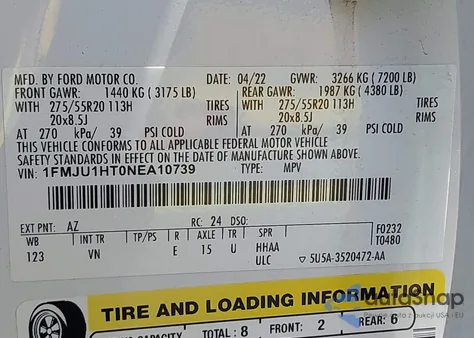 MFD. BY FORD MOTOR CO. DATE: 04/22 GVWR: 3266 KG ( 7200 LB)
FRONT GAWR: 1440 KG ( 3175 LB) REAR GAWR: 1987 KG ( 4380 LB)
WITH 275/55R20 113H TIRES WITH 275/55R20 113H TIRES
20x8.5J RIMS 20x8.5J RIMS
AT 270 kPa/ 39 PSI COLD AT 270 kPa/ 39 PSI COLD
THIS VEHICLE CONFORMS TO ALL APPLICABLE FEDERAL MOTOR VEHICLE
SAFETY STANDARDS IN EFFECT ON THE DATE OF MANUFACTURE SHOWN ABOVE.
VIN: 1FMJU1HT0NEA10739 TYPE: MPV
EXT PNT: AZ RC: 24 DSO: F0232
WB INT TR TP/PS R AXLE TR SPR T0480
123 VN E 15 U HHAA
ULC ▽ 5U5A-3520472-AA
TIRE AND LOADING INFORMATION
CAPACITY TOTAL: 8 FRONT: 2 REAR: 6